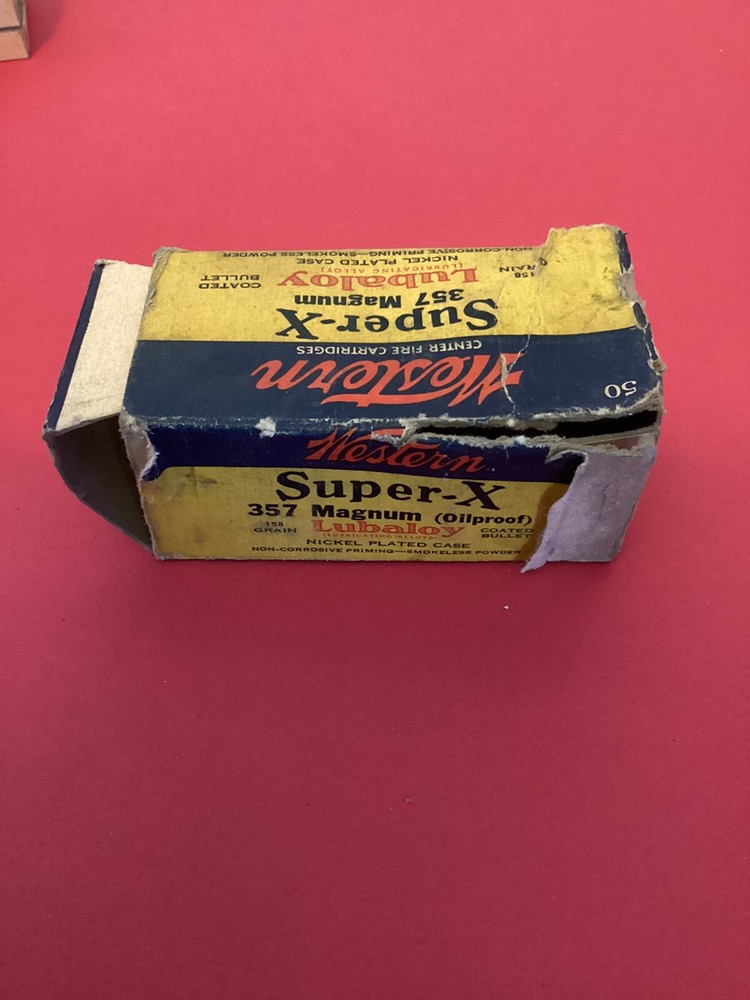 50
Western
CENTER FIRE CARTRIDGES
Super-X
357 Magnum
158
RAIN
Lubaloy
(LUBRICATING ALLOY)
COATED
BULLET
NICKEL PLATED CASE
NON-CORROSIVE PRIMING—SMOKELESS POWDER
Western
Super-X
357 Magnum (Oilproof)
158
GRAIN
Lubaloy
(LUBRICATING ALLOY)
COATED
BULLET
NICKEL PLATED CASE
NON-CORROSIVE PRIMING—SMOKELESS POWDER